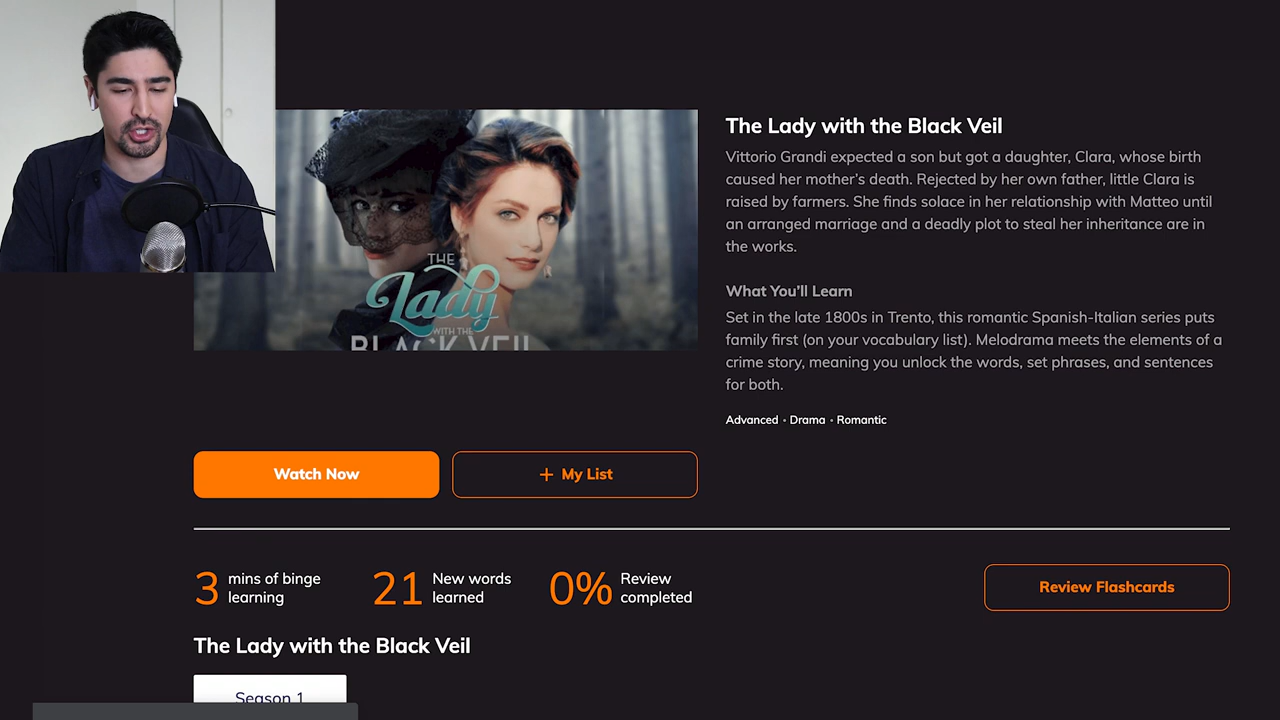 The Lady with the Black Veil
Vittorio Grandi expected a son but got a daughter, Clara, whose birth
caused her mother's death. Rejected by her own father, little Clara is
raised by farmers. She finds solace in her relationship with Matteo until
an arranged marriage and a deadly plot to steal her inheritance are in
the works.
What You'll Learn
Set in the late 1800s in Trento, this romantic Spanish-Italian series puts
family first (on your vocabulary list). Melodrama meets the elements of a
crime story, meaning you unlock the words, set phrases, and sentences
for both.
Advanced • Drama • Romantic
THE
Lady
WITH THE
BLACK VEIL
Watch Now
+ My List
3 mins of binge
learning
21 New words
learned
0% Review
completed
Review Flashcards
The Lady with the Black Veil
Season 1